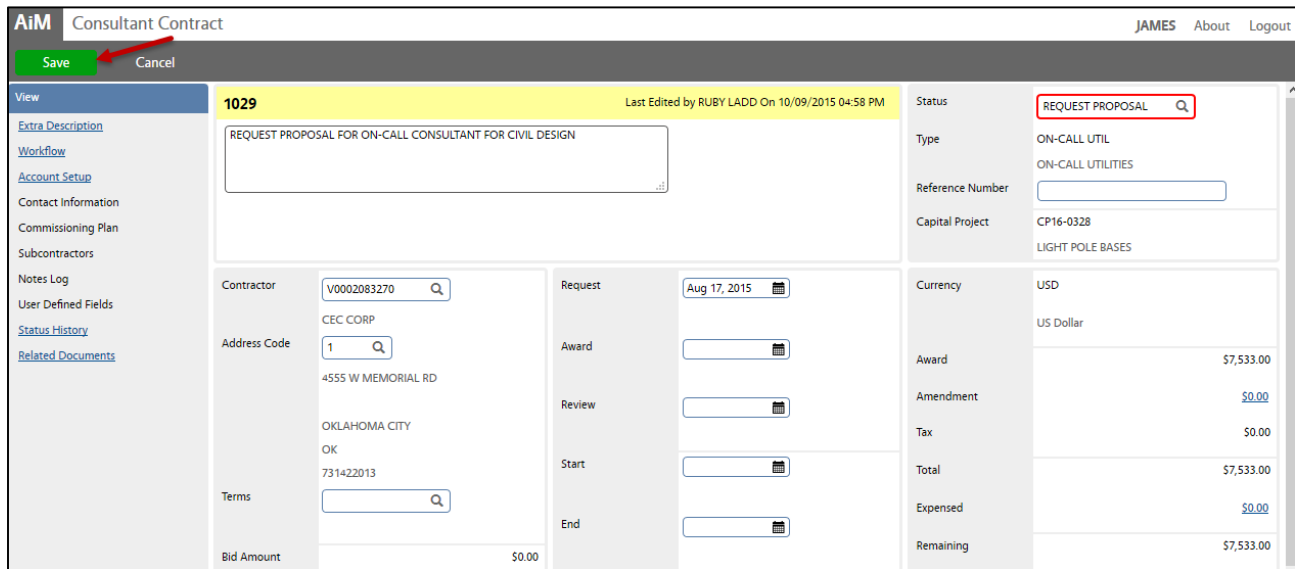 AiM Consultant Contract JAMES About Logout
Save Cancel
View
Extra Description
Workflow
Account Setup
Contact Information
Commissioning Plan
Subcontractors
Notes Log
User Defined Fields
Status History
Related Documents
1029 Last Edited by RUBY LADD On 10/09/2015 04:58 PM
REQUEST PROPOSAL FOR ON-CALL CONSULTANT FOR CIVIL DESIGN
Status REQUEST PROPOSAL
Type ON-CALL UTIL
ON-CALL UTILITIES
Reference Number
Capital Project CP16-0328
LIGHT POLE BASES
Contractor V0002083270
CEC CORP
Address Code 1
4555 W MEMORIAL RD
OKLAHOMA CITY
OK
731422013
Terms
Bid Amount $0.00
Request Aug 17, 2015
Award
Review
Start
End
Currency USD
US Dollar
Award $7,533.00
Amendment $0.00
Tax $0.00
Total $7,533.00
Expensed $0.00
Remaining $7,533.00